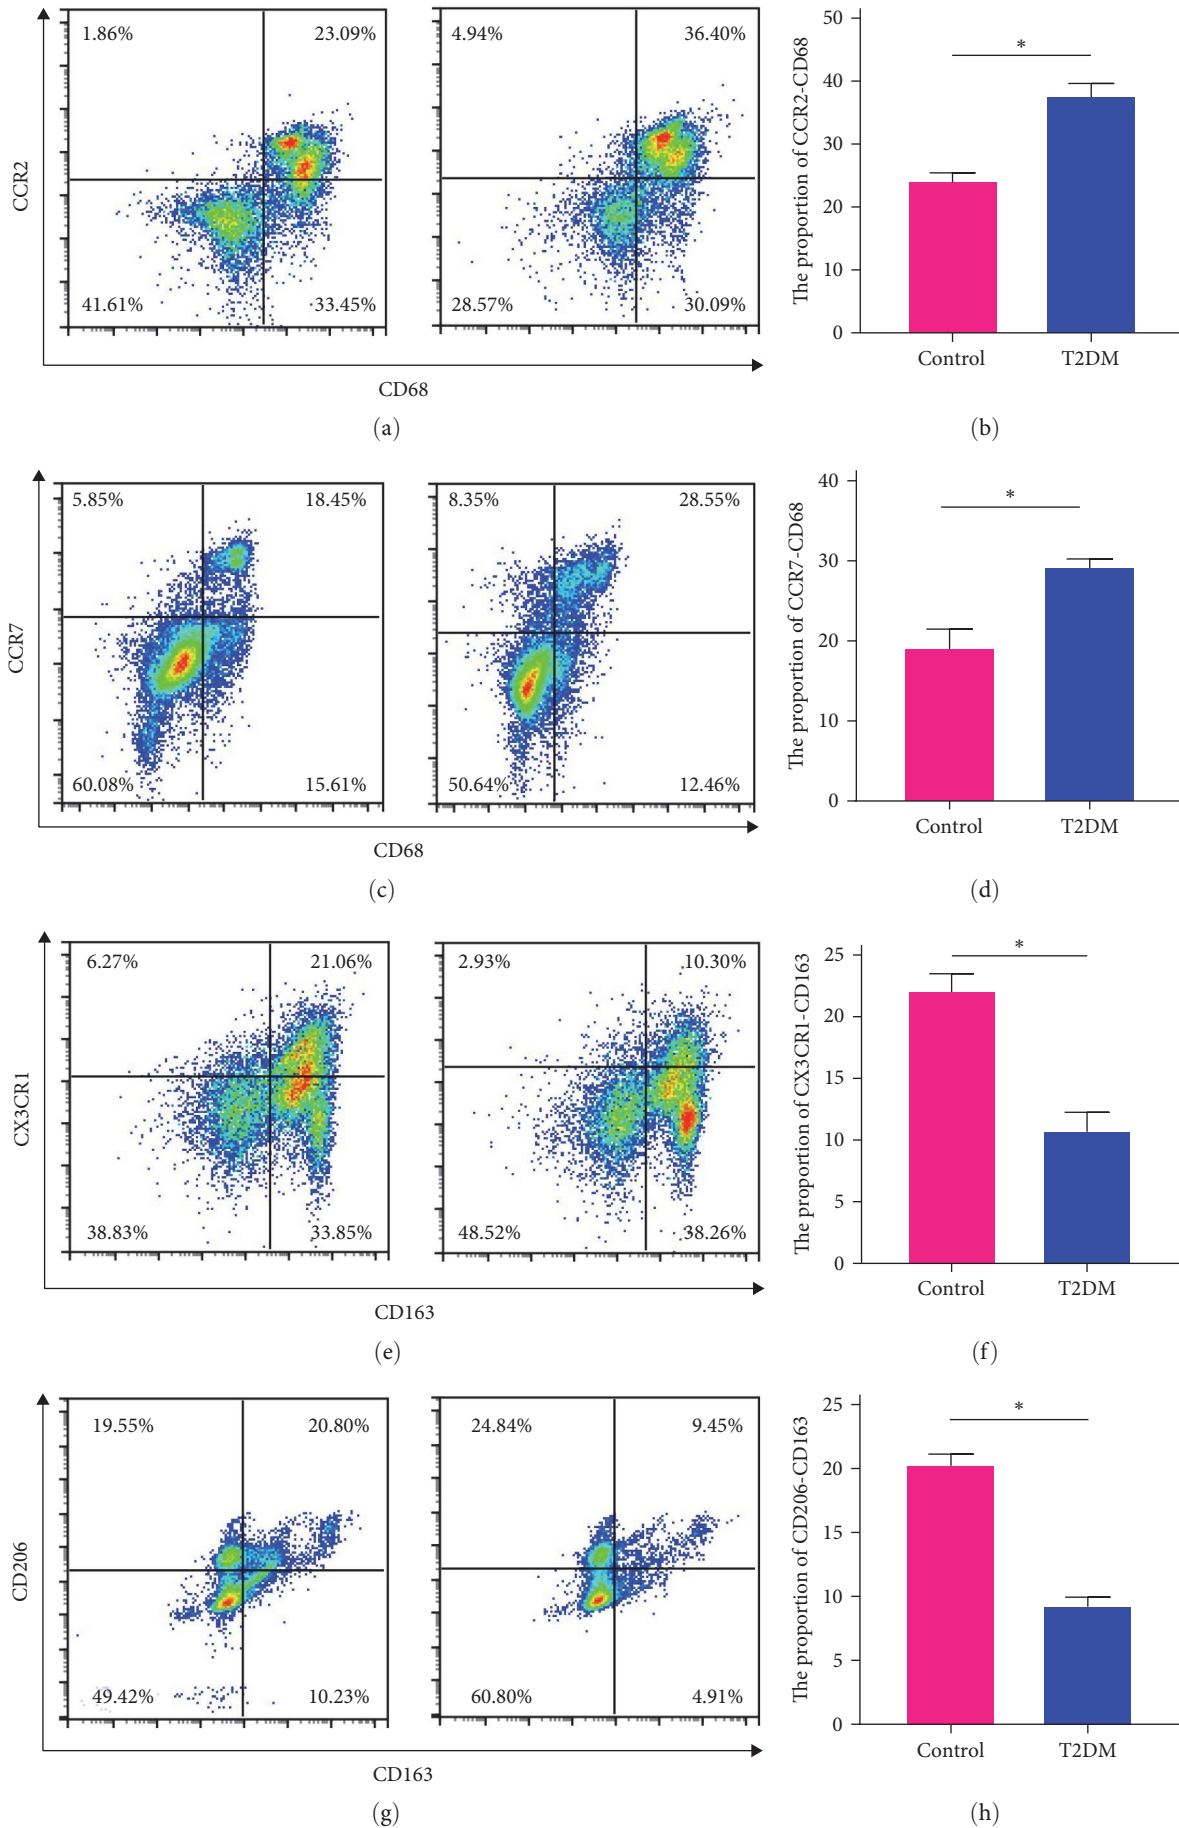 1.86% 23.09% 4.94% 36.40%
CCR2
41.61% 33.45% 28.57% 30.09%
CD68
(a)
The proportion of CCR2-CD68
50
40
30
20
10
0
*
Control T2DM
(b)
5.85% 18.45% 8.35% 28.55%
CCR7
60.08% 15.61% 50.64% 12.46%
CD68
(c)
The proportion of CCR7-CD68
40
30
20
10
0
*
Control T2DM
(d)
6.27% 21.06% 2.93% 10.30%
CX3CR1
38.83% 33.85% 48.52% 38.26%
CD163
(e)
The proportion of CX3CR1-CD163
25
20
15
10
5
0
*
Control T2DM
(f)
19.55% 20.80% 24.84% 9.45%
CD206
49.42% 10.23% 60.80% 4.91%
CD163
(g)
The proportion of CD206-CD163
25
20
15
10
5
0
*
Control T2DM
(h)